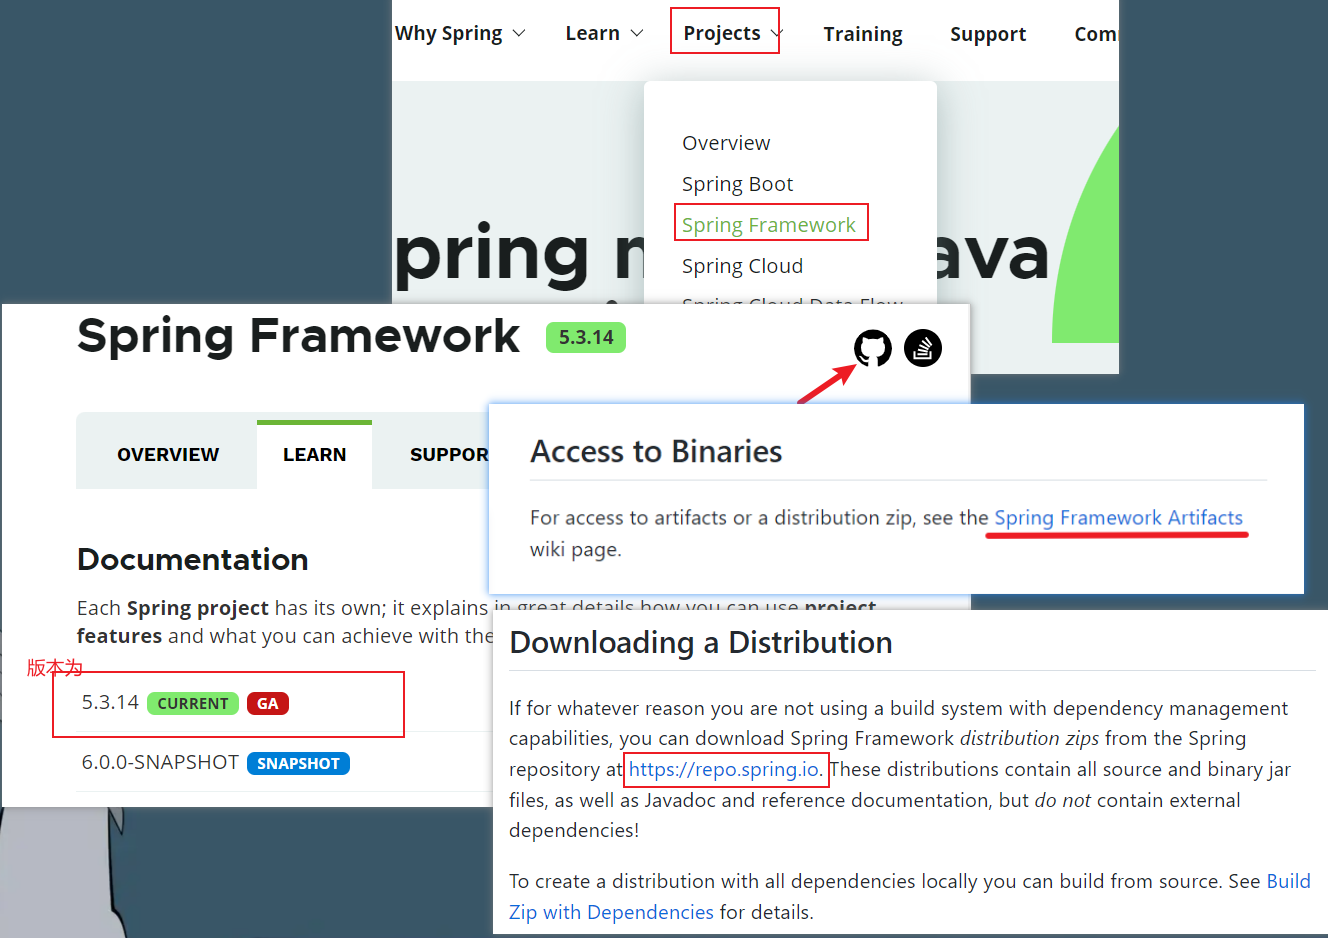 Why Spring
Learn
Projects
Training
Support
Overview
Spring Boot
Spring Framework
Spring Cloud
Spring Cloud Data Flow
pring m
ava
Spring Framework 5.3.14
OVERVIEW
LEARN
SUPPOR
Documentation
Each Spring project has its own; it explains in great details how you can use project
features and what you can achieve with the
版本为
5.3.14 CURRENT GA
6.0.0-SNAPSHOT SNAPSHOT
Access to Binaries
For access to artifacts or a distribution zip, see the Spring Framework Artifacts
wiki page.
Downloading a Distribution
If for whatever reason you are not using a build system with dependency management
capabilities, you can download Spring Framework distribution zips from the Spring
repository at https://repo.spring.io. These distributions contain all source and binary jar
files, as well as Javadoc and reference documentation, but do not contain external
dependencies!
To create a distribution with all dependencies locally you can build from source. See Build
Zip with Dependencies for details.